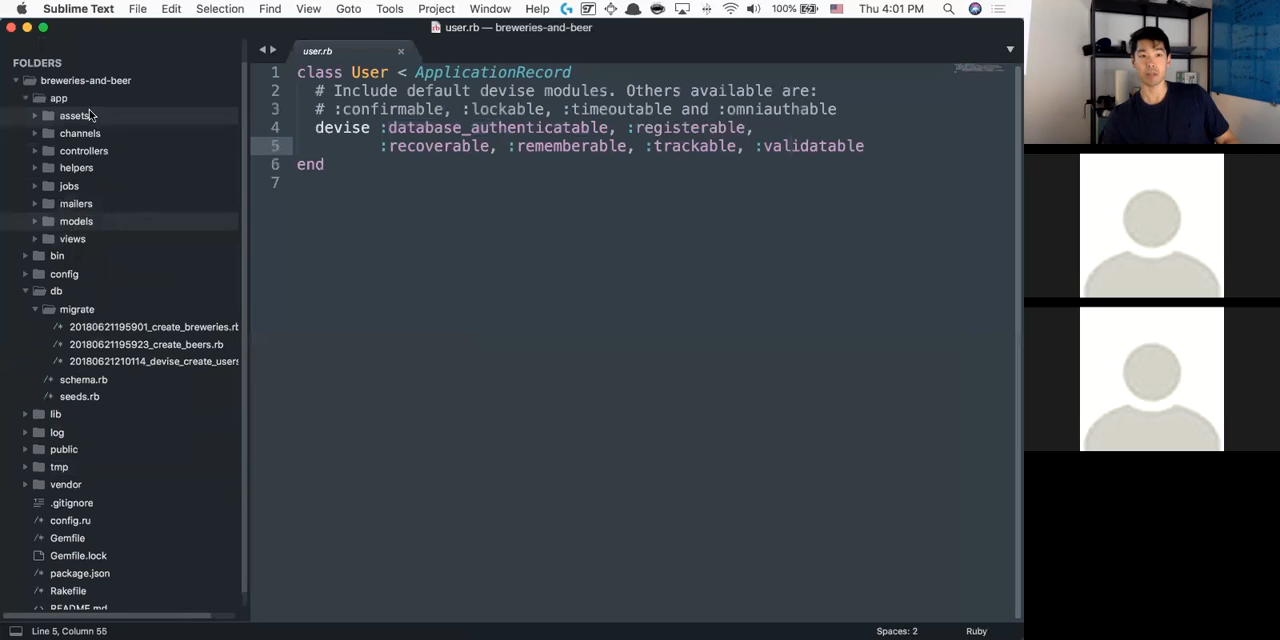 Sublime Text File Edit Selection Find View Goto Tools Project Window Help 100% Thu 4:01 PM
user.rb — breweries-and-beer
FOLDERS
breweries-and-beer
app
assets
channels
controllers
helpers
jobs
mailers
models
views
bin
config
db
migrate
20180621195901_create_breweries.rb
20180621195923_create_beers.rb
20180621210114_devise_create_users
schema.rb
seeds.rb
lib
log
public
tmp
vendor
.gitignore
config.ru
Gemfile
Gemfile.lock
package.json
Rakefile
README.md
user.rb ×
1 class User < ApplicationRecord
2 # Include default devise modules. Others available are:
3 # :confirmable, :lockable, :timeoutable and :omniauthable
4 devise :database_authenticatable, :registerable,
5 :recoverable, :rememberable, :trackable, :validatable
6 end
7
Line 5, Column 55 Spaces: 2 Ruby